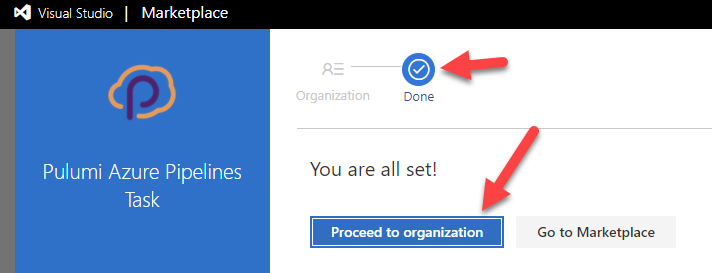 Visual Studio | Marketplace
Organization
Done
Pulumi Azure Pipelines
Task
You are all set!
Proceed to organization
Go to Marketplace